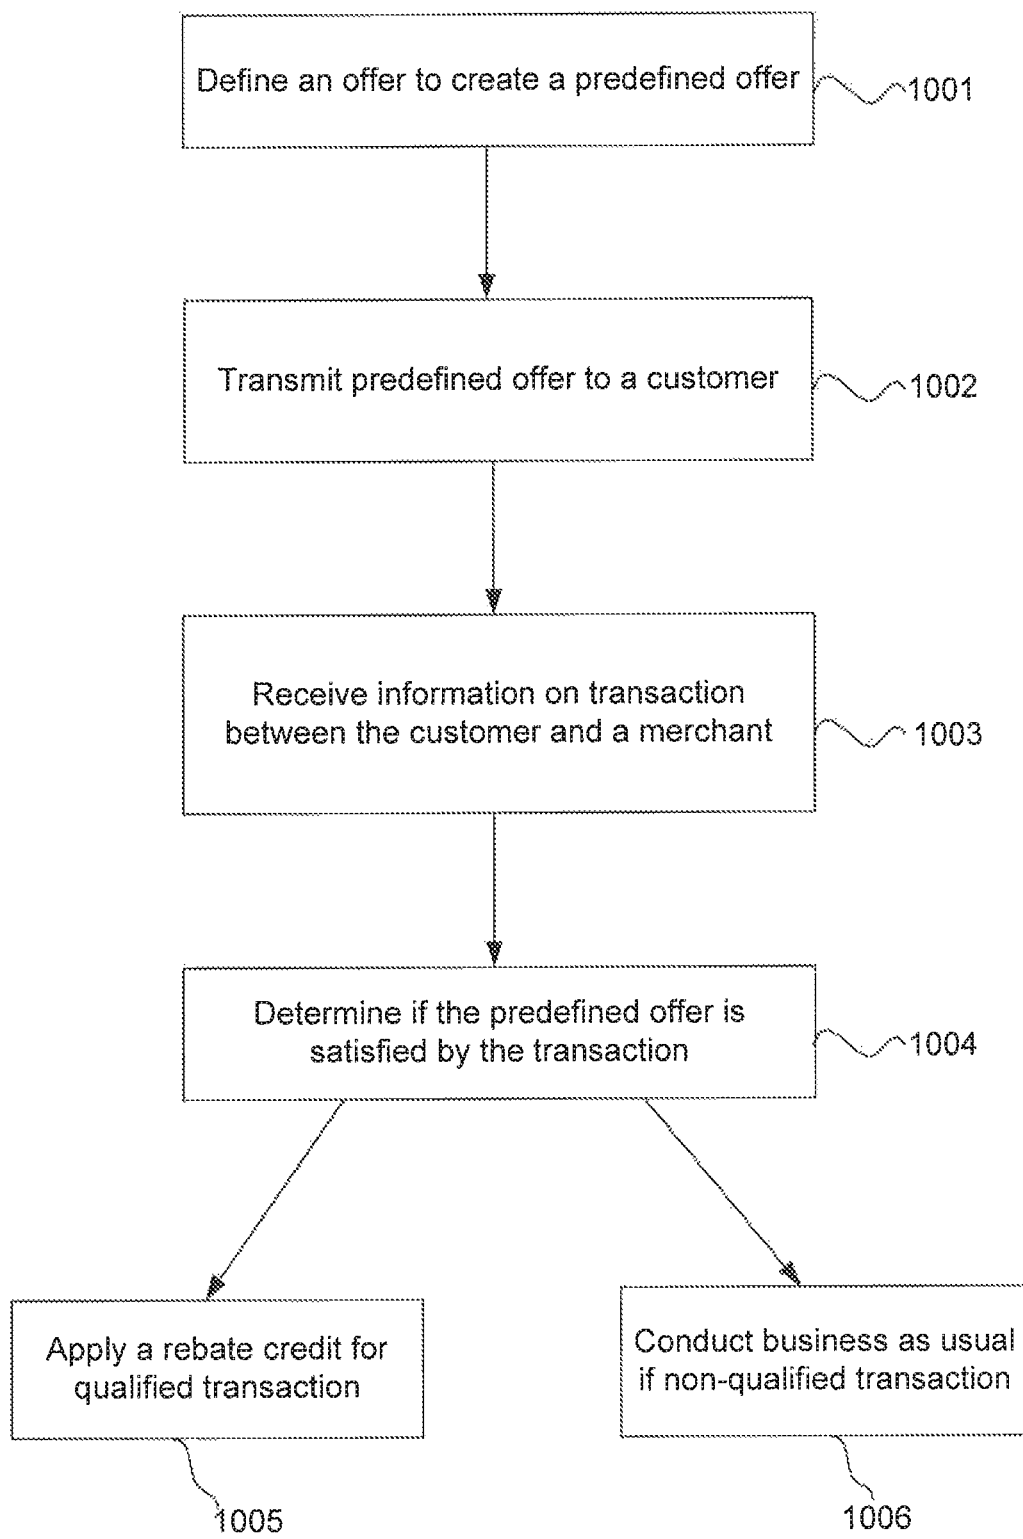 Define an offer to create a predefined offer
1001
Transmit predefined offer to a customer
1002
Receive information on transaction
between the customer and a merchant
1003
Determine if the predefined offer is
satisfied by the transaction
1004
Apply a rebate credit for
qualified transaction
1005
Conduct business as usual
if non-qualified transaction
1006